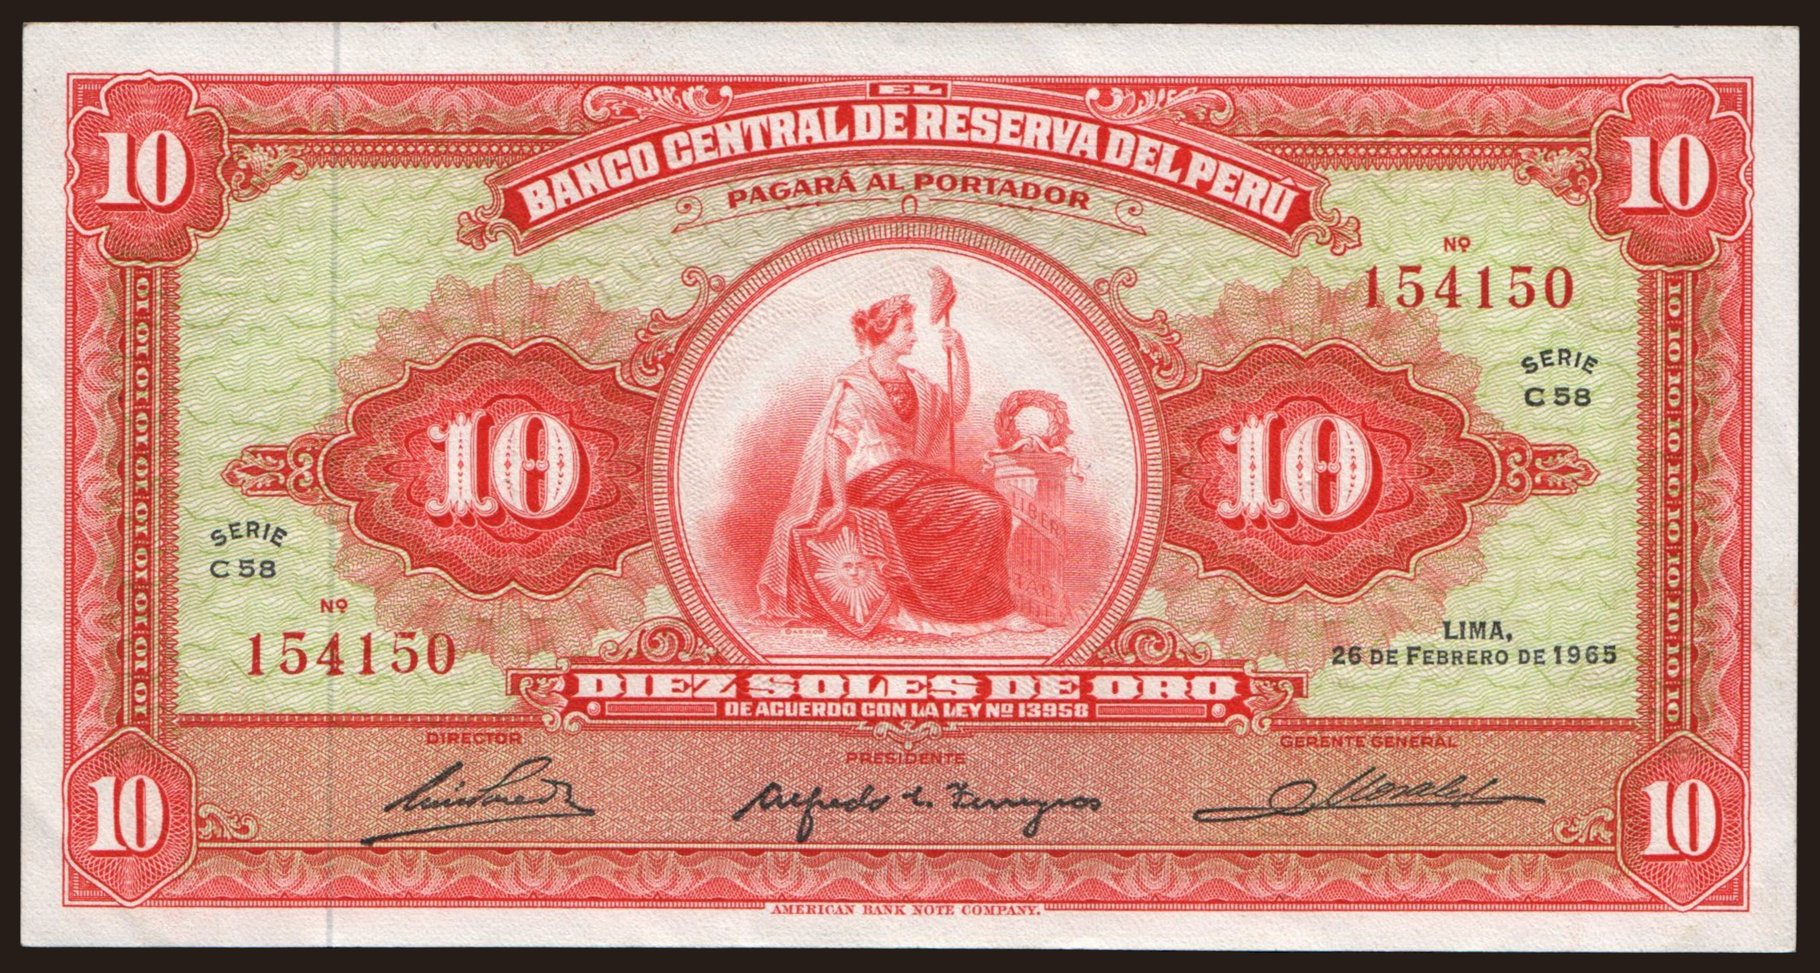 EL
BANCO CENTRAL DE RESERVA DEL PERÚ
PAGARÁ AL PORTADOR
10
10
Nº
154150
SERIE
C 58
10
10
SERIE
C 58
Nº
154150
LIMA,
26 DE FEBRERO DE 1965
DIEZ SOLES DE ORO
DE ACUERDO CON LA LEY Nº 13958
DIRECTOR
PRESIDENTE
GERENTE GENERAL
10
10
AMERICAN BANK NOTE COMPANY.